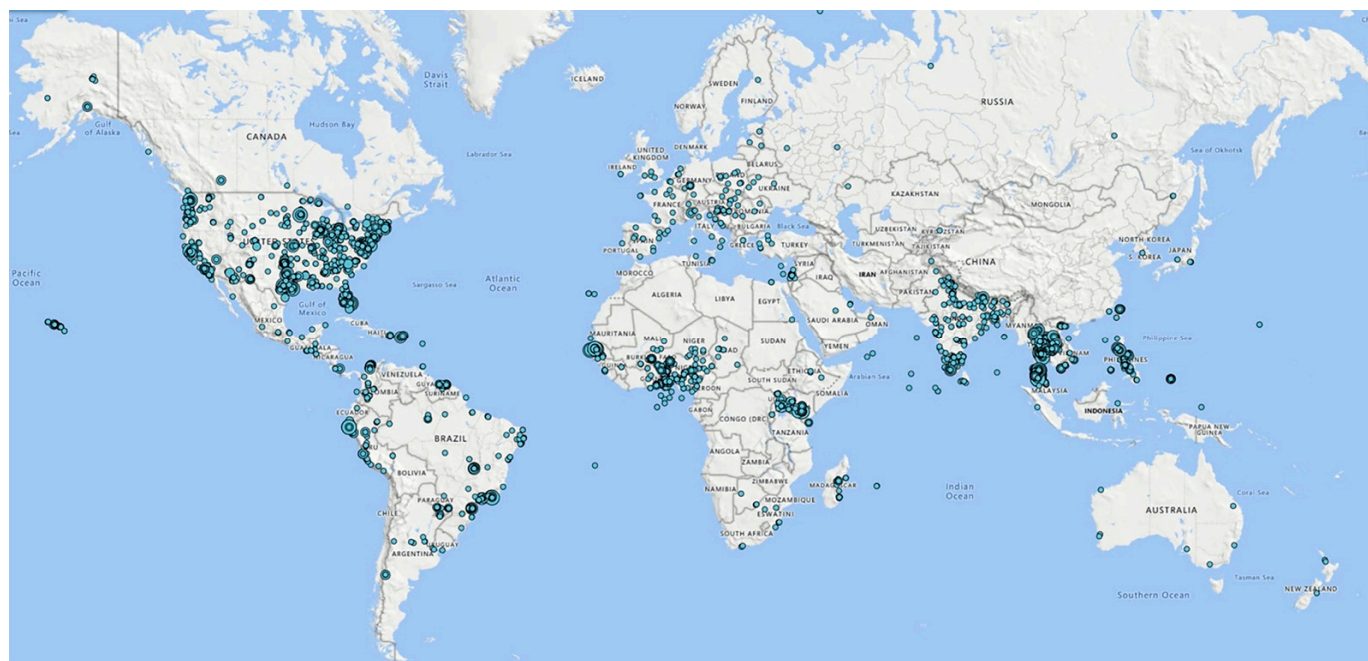 Davis
Strait
ICELAND
SWEDEN
FINLAND
NORWAY
RUSSIA
Gulf
of Alaska
Hudson Bay
CANADA
Labrador Sea
UNITED
KINGDOM
DENMARK
IRELAND
BELARUS
Sea of Okhotsk
GERMANY
UKRAINE
KAZAKHSTAN
FRANCE
AUSTRIA
MONGOLIA
ITALY
BULGARIA
Black Sea
UZBEKISTAN
KYRGYZSTAN
PORTUGAL
GREECE
TURKEY
TURKMENISTAN
TAJIKISTAN
NORTH KOREA
S. KOREA
JAPAN
TUNISIA
SYRIA
CHINA
Pacific
Ocean
Atlantic
Ocean
MOROCCO
IRAQ
IRAN
AFGHANISTAN
Sargasso Sea
PAKISTAN
ALGERIA
LIBYA
EGYPT
Gulf of
Mexico
MEXICO
CUBA
SAUDI ARABIA
OMAN
MAURITANIA
MALI
NIGER
SUDAN
YEMEN
MYANMAR
Philippine Sea
HAITI
NICARAGUA
ETHIOPIA
Arabian Sea
SOUTH SUDAN
SOMALIA
VENEZUELA
SURINAME
MALAYSIA
ECUADOR
GABON
CONGO (DRC)
INDONESIA
TANZANIA
PAPUA NEW
GUINEA
BRAZIL
ANGOLA
BOLIVIA
ZAMBIA
NAMIBIA
ZIMBABWE
MOZAMBIQUE
Indian
Ocean
Coral Sea
PARAGUAY
CHILE
ESWATINI
AUSTRALIA
SOUTH AFRICA
ARGENTINA
Tasman Sea
NEW ZEALAND
Southern Ocean